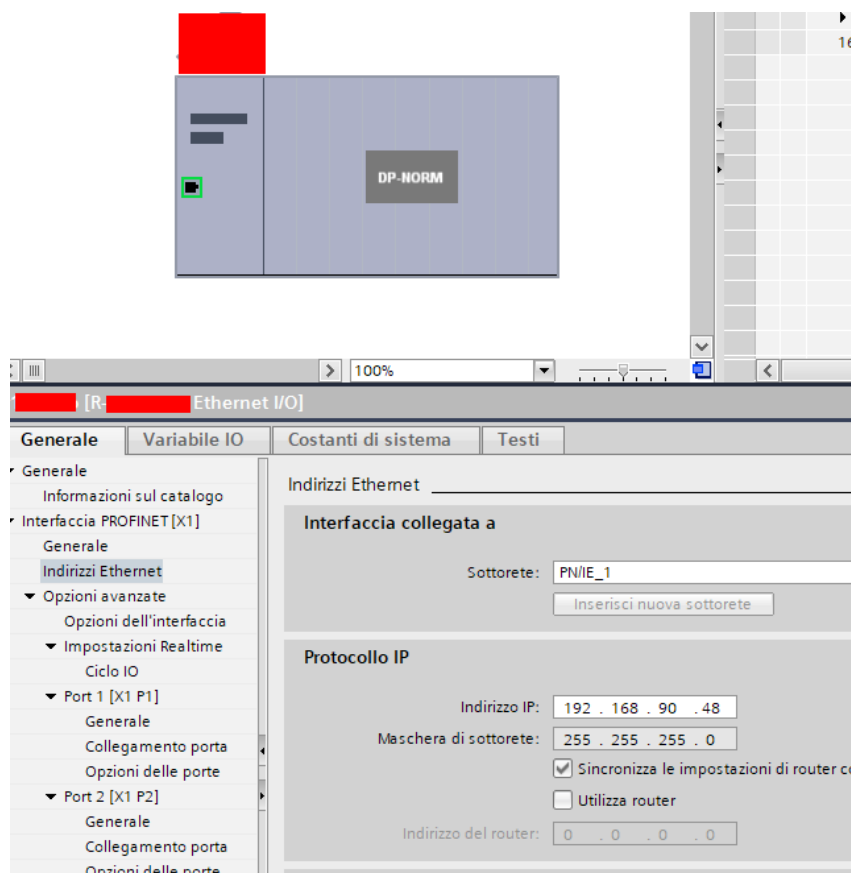 16
DP-NORM
100%
[R- Ethernet I/O]
Generale Variabile IO Costanti di sistema Testi
Generale
Informazioni sul catalogo
Interfaccia PROFINET [X1]
Generale
Indirizzi Ethernet
Opzioni avanzate
Opzioni dell'interfaccia
Impostazioni Realtime
Ciclo IO
Port 1 [X1 P1]
Generale
Collegamento porta
Opzioni delle porte
Port 2 [X1 P2]
Generale
Collegamento porta
Opzioni delle porte
Indirizzi Ethernet
Interfaccia collegata a
Sottorete: PN/IE_1
Inserisci nuova sottorete
Protocollo IP
Indirizzo IP: 192 . 168 . 90 . 48
Maschera di sottorete: 255 . 255 . 255 . 0
Sincronizza le impostazioni di router
Utilizza router
Indirizzo del router: 0 . 0 . 0 . 0